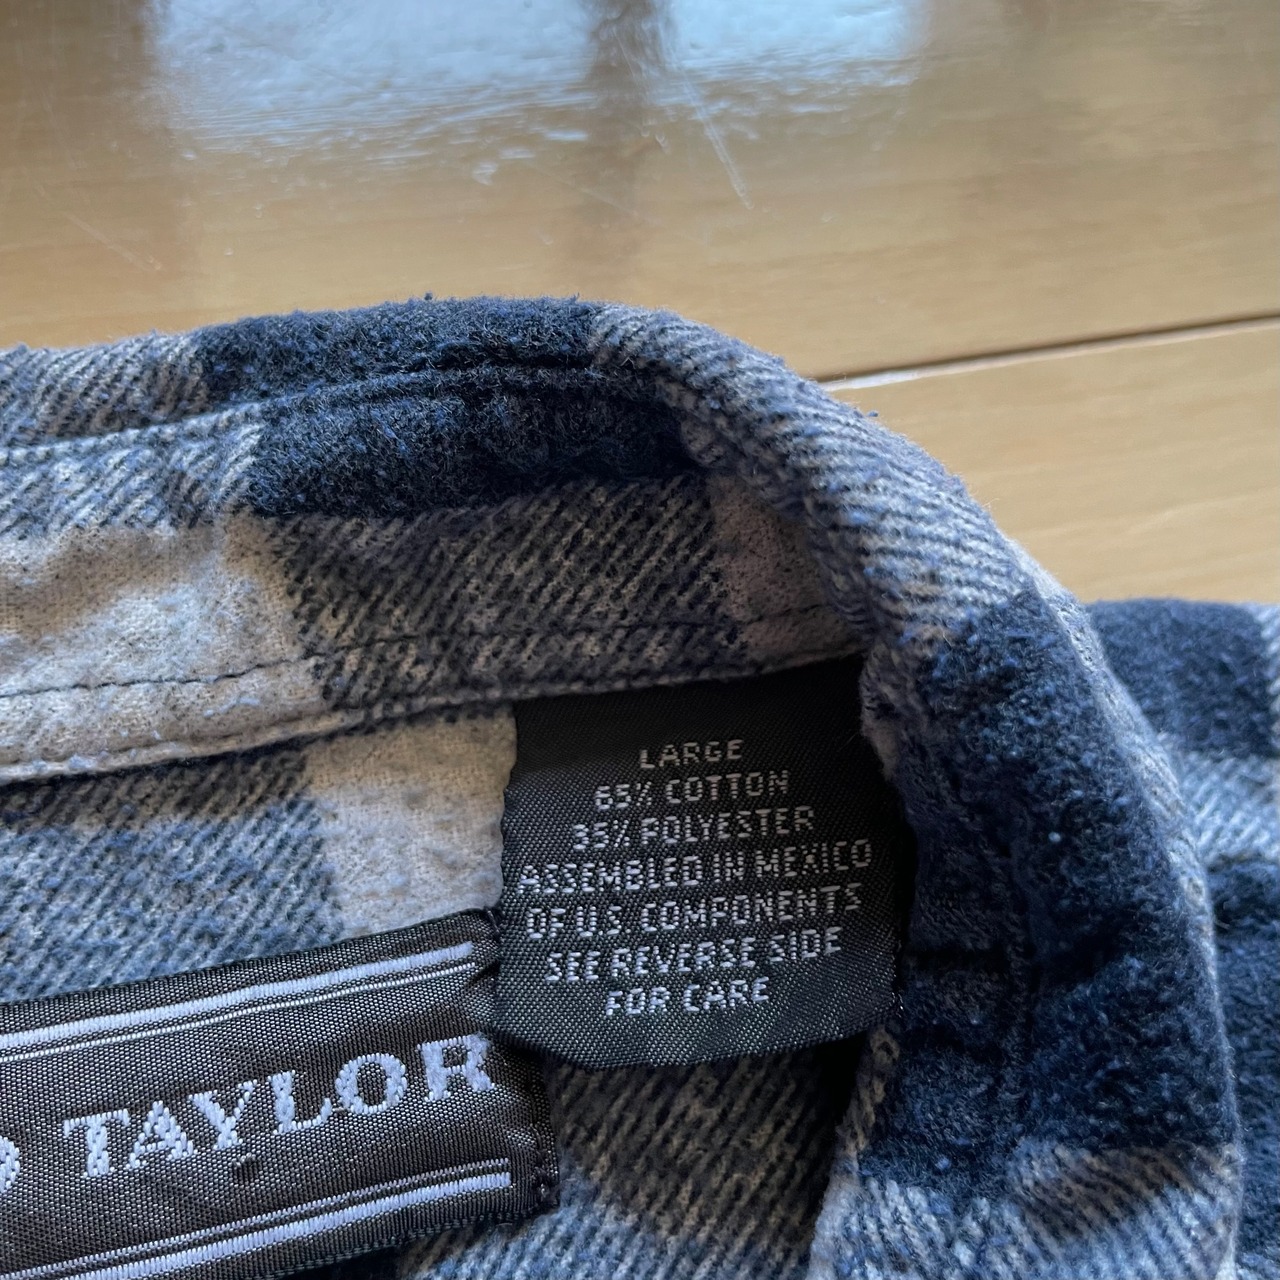 LARGE
65% COTTON
35% POLYESTER
ASSEMBLED IN MEXICO
OF U.S. COMPONENTS
SEE REVERSE SIDE
FOR CARE
TAYLOR